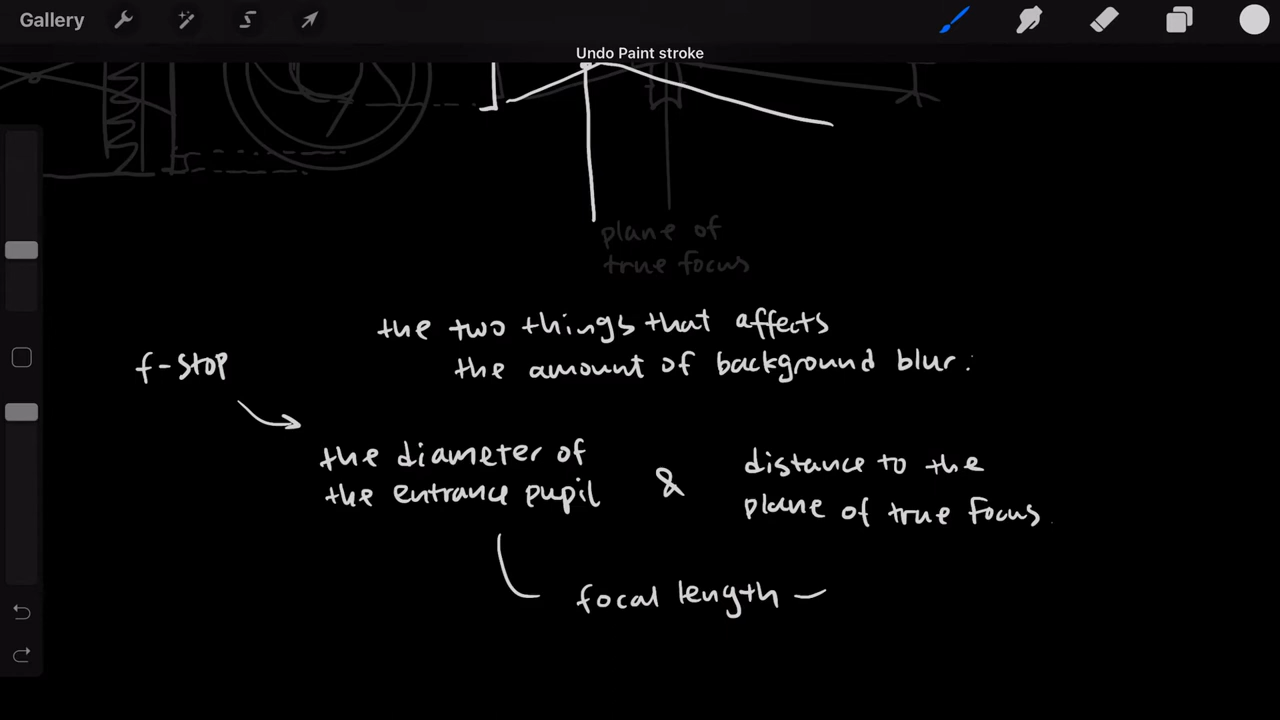 Gallery
Undo Paint stroke
plane of
true focus
the two things that affects
the amount of background blur:
f-stop
the diameter of
the entrance pupil
&
distance to the
plane of true focus
focal length